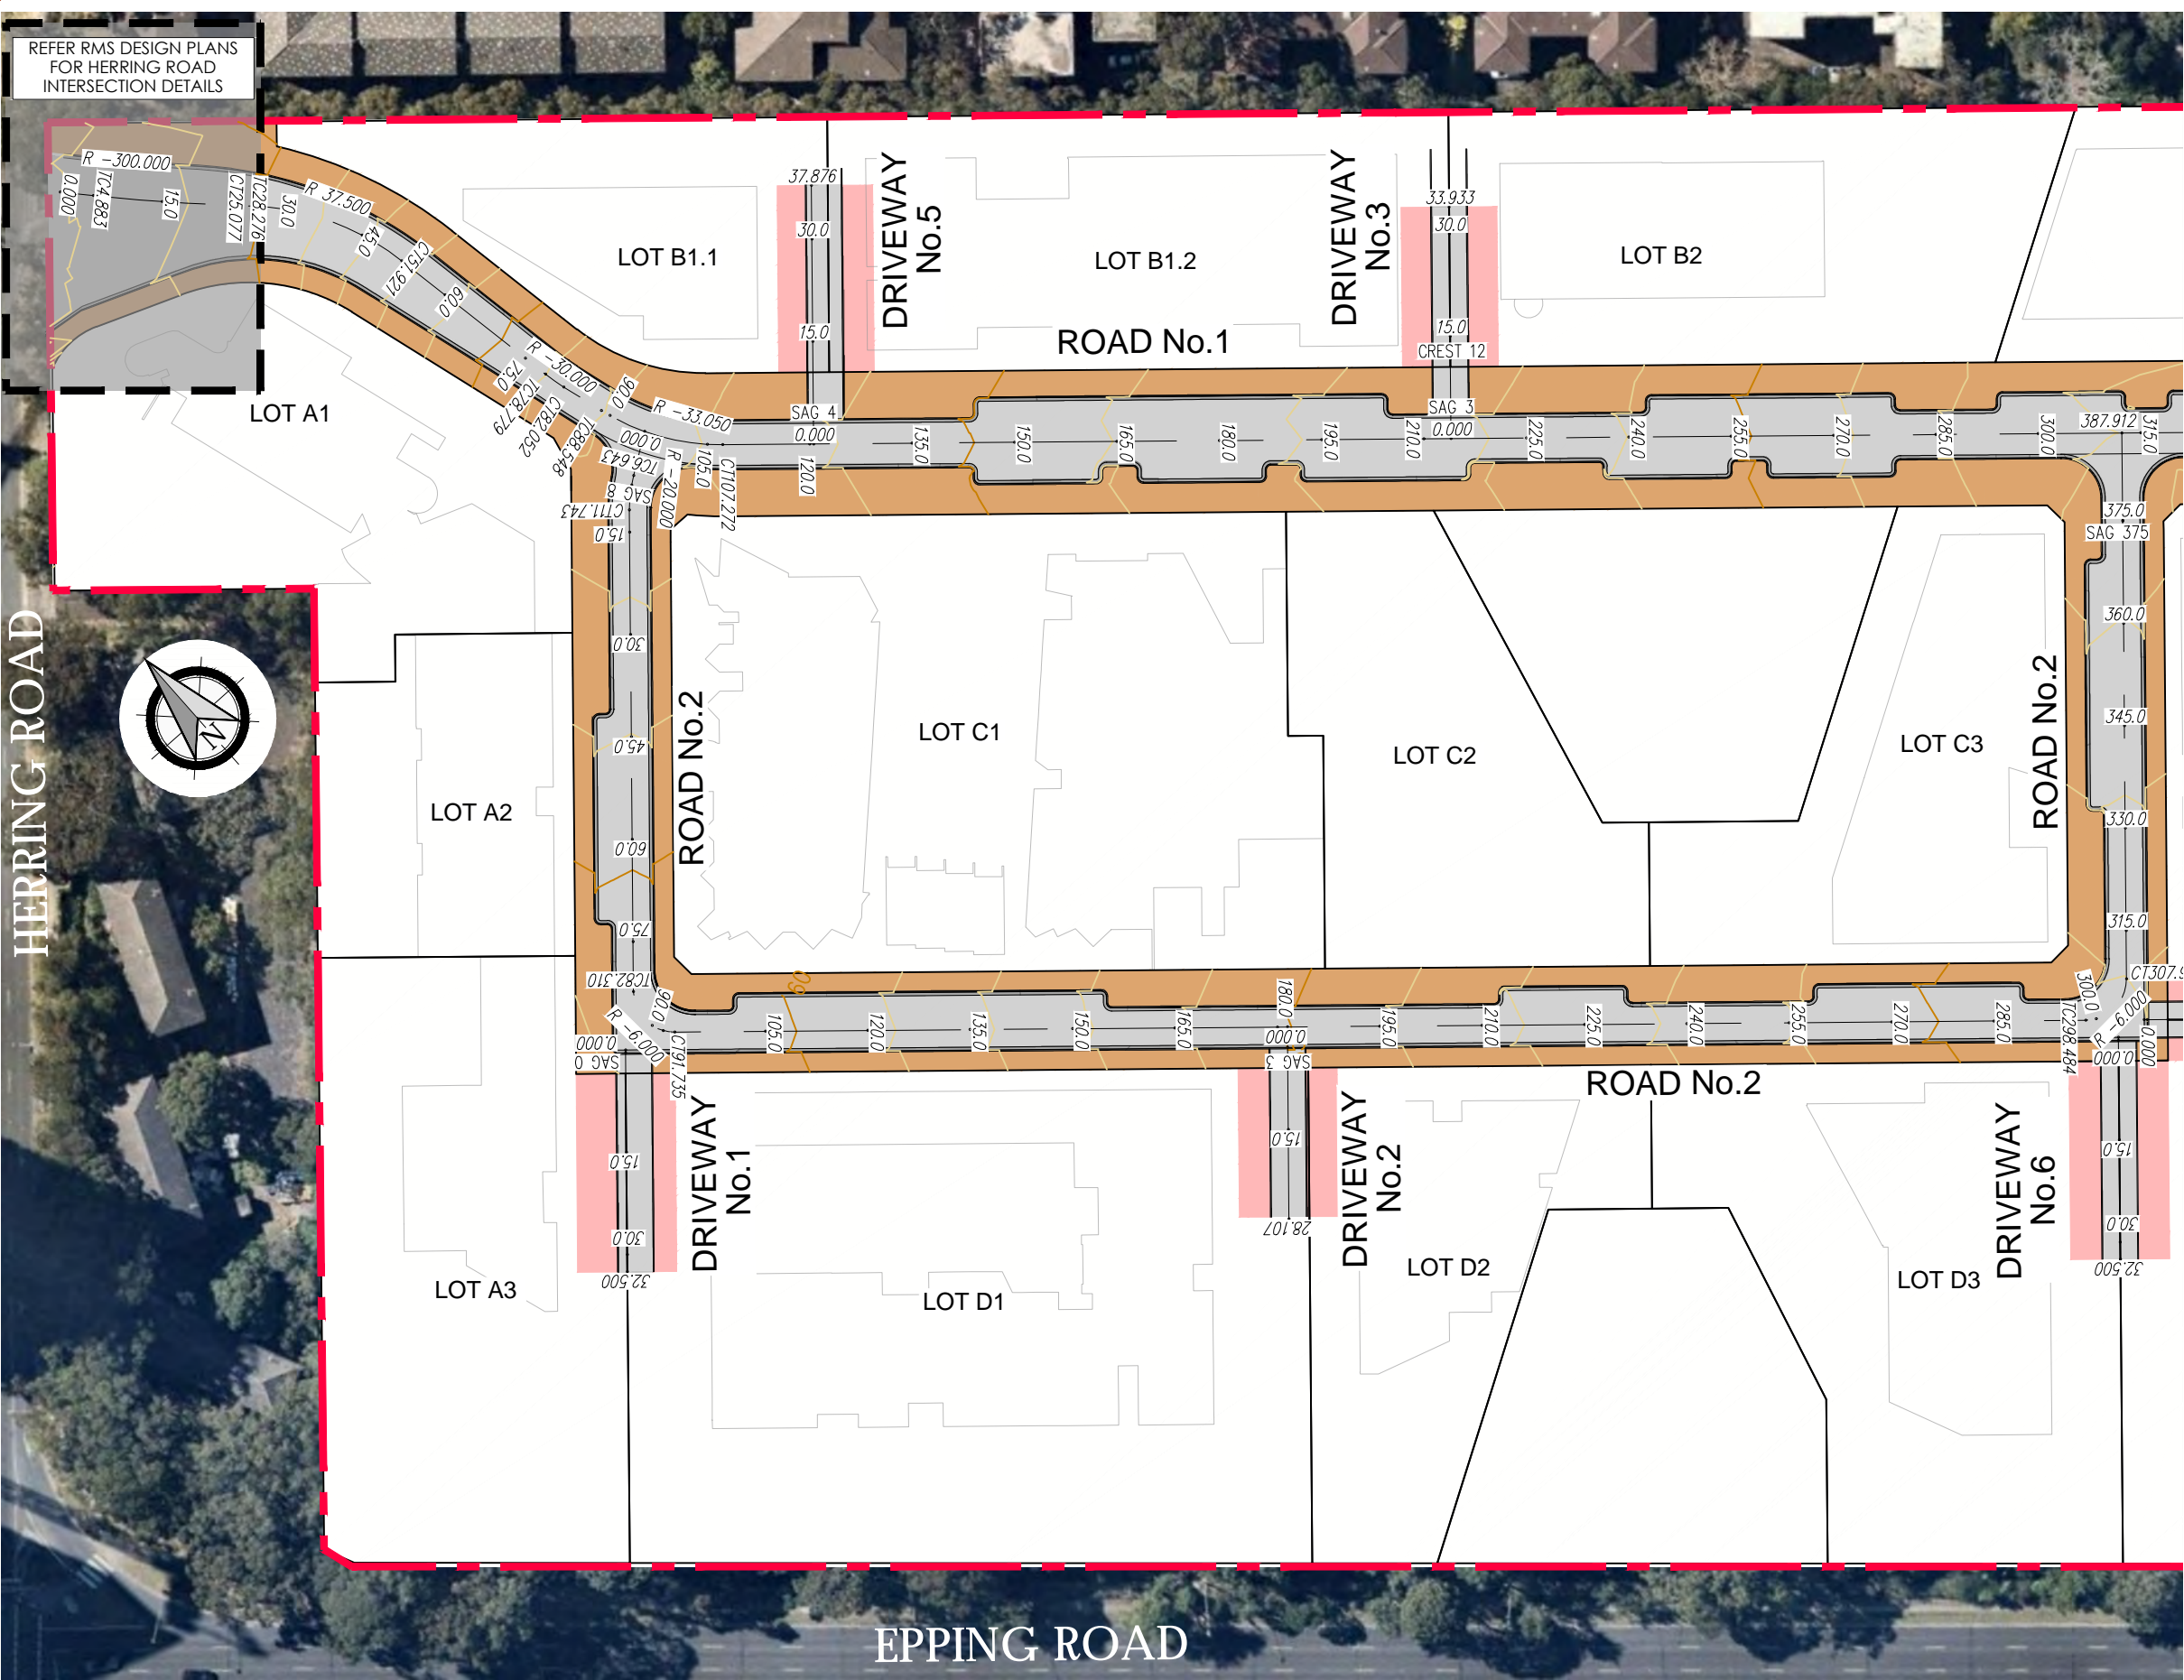 REFER RMS DESIGN PLANS
FOR HERRING ROAD
INTERSECTION DETAILS
R -300.000
0.000
TC4.883
15.0
CT25.077
TC28.276
30.0
R 37.500
45.0
CT51.921
60.0
75.0
R -30.000
TC78.779
CT82.052
TC88.548
90.0
R -33.050
105.0
CT107.272
37.876
30.0
15.0
SAG 4
0.000
DRIVEWAY
No.5
LOT B1.1
LOT B1.2
DRIVEWAY
No.3
33.933
30.0
15.0
CREST 12
SAG 3
0.000
LOT B2
ROAD No.1
120.0
135.0
150.0
165.0
180.0
195.0
210.0
225.0
240.0
255.0
270.0
285.0
300.0
387.912
315.0
LOT A1
0.000
TC6.643
SAG 8
CT11.743
R -20.000
15.0
30.0
45.0
60.0
75.0
TC82.310
ROAD No.2
375.0
SAG 375
360.0
345.0
330.0
315.0
ROAD No.2
HERRING ROAD
N
LOT A2
LOT C1
LOT C2
LOT C3
60
90.0
R -9.000
CT91.735
0.000
SAG 0
105.0
120.0
135.0
150.0
165.0
180.0
0.000
SAG 3
195.0
210.0
225.0
240.0
255.0
270.0
285.0
TC298.484
300.0
R -6.000
CT307.9
0.000
0.000
ROAD No.2
DRIVEWAY
No.1
15.0
30.0
32.500
DRIVEWAY
No.2
15.0
28.107
DRIVEWAY
No.6
15.0
30.0
32.500
LOT A3
LOT D1
LOT D2
LOT D3
EPPING ROAD